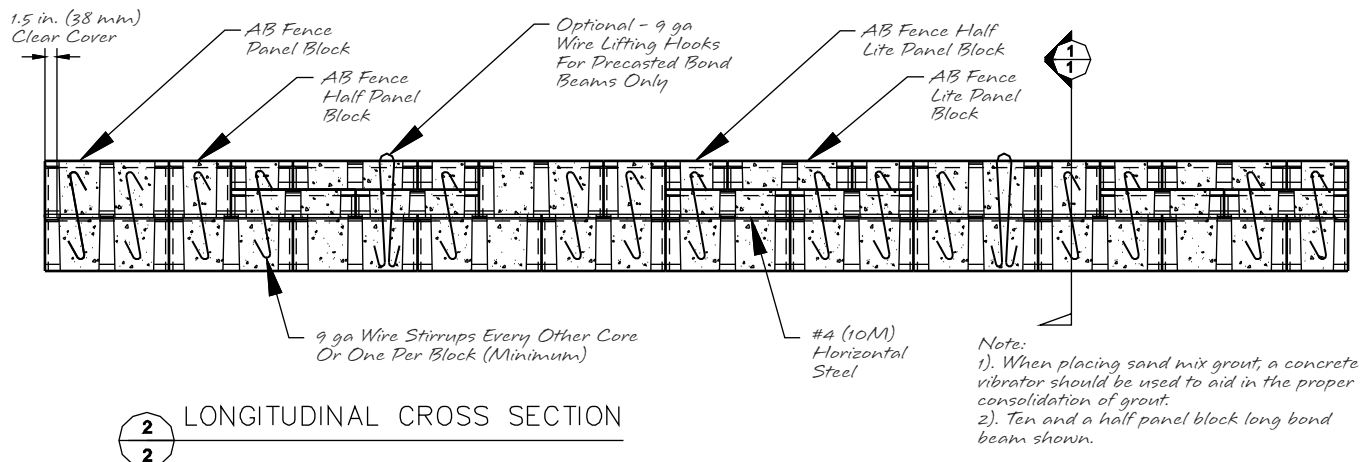 1.5 in. (38 mm)
Clear Cover
AB Fence
Panel Block
AB Fence
Half Panel
Block
Optional - 9 ga
Wire Lifting Hooks
For Precasted Bond
Beams Only
AB Fence Half
Lite Panel Block
AB Fence
Lite Panel
Block
1
1
9 ga Wire Stirrups Every Other Core
Or One Per Block (Minimum)
#4 (10M)
Horizontal
Steel
Note:
1). When placing sand mix grout, a concrete
vibrator should be used to aid in the proper
consolidation of grout.
2). Ten and a half panel block long bond
beam shown.
2
2
LONGITUDINAL CROSS SECTION